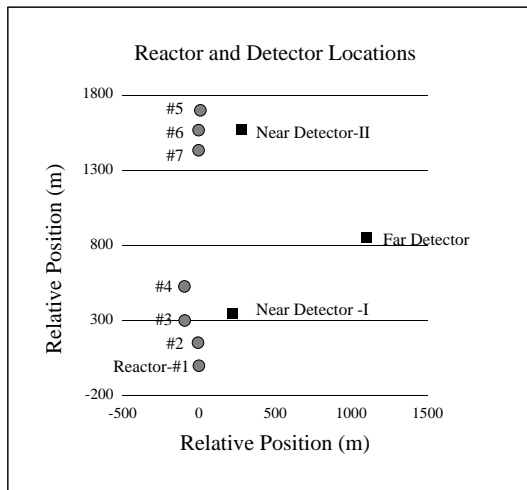 Reactor and Detector Locations
1800
#5
#6
Near Detector-II
#7
1300
Relative Position (m)
800
Far Detector
#4
Near Detector -I
300
#3
#2
Reactor-#1
-200
-500
0
500
1000
1500
Relative Position (m)